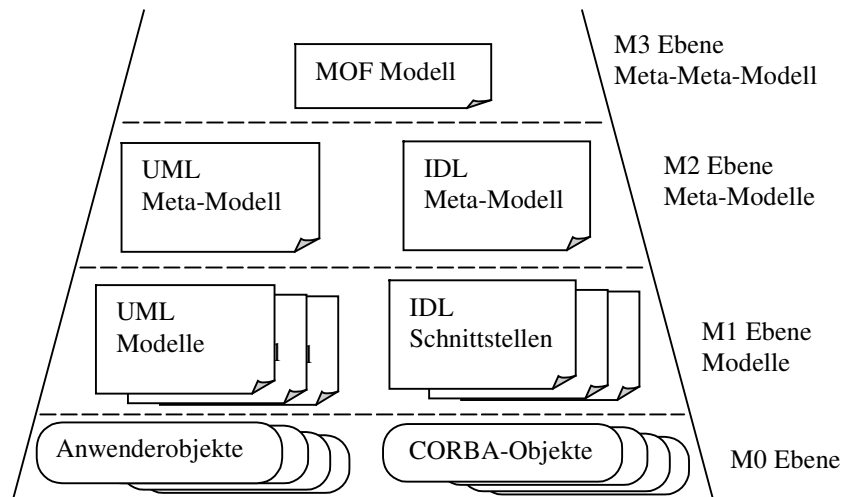 MOF Modell
M3 Ebene
Meta-Meta-Modell
UML
Meta-Modell
IDL
Meta-Modell
M2 Ebene
Meta-Modelle
UML
Modelle
IDL
Schnittstellen
M1 Ebene
Modelle
Anwenderobjekte
CORBA-Objekte
M0 Ebene